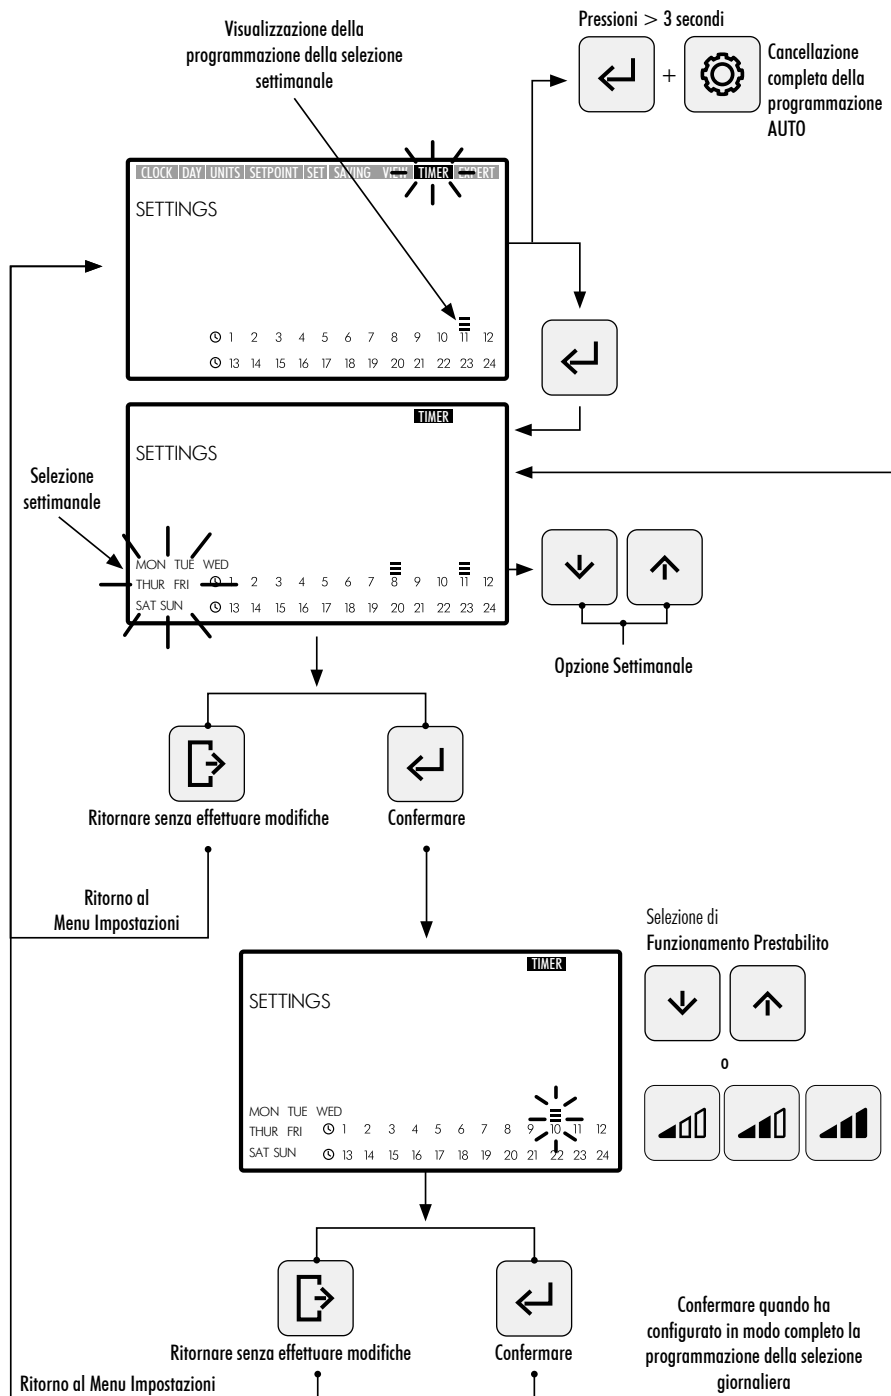 Pressioni > 3 secondi
Visualizzazione della
programmazione della selezione
settimanale
+
Cancellazione
completa della
programmazione
AUTO
CLOCK DAY UNITS SETPOINT SET SAVING VIEW TIMER EXPERT
SETTINGS
1 2 3 4 5 6 7 8 9 10 11 12
13 14 15 16 17 18 19 20 21 22 23 24
TIMER
SETTINGS
Selezione
settimanale
MON TUE WED
THUR FRI 1 2 3 4 5 6 7 8 9 10 11 12
SAT SUN 13 14 15 16 17 18 19 20 21 22 23 24
Opzione Settimanale
Ritornare senza effettuare modifiche
Confermare
Ritorno al
Menu Impostazioni
Selezione di
Funzionamento Prestabilito
TIMER
SETTINGS
o
MON TUE WED
THUR FRI 1 2 3 4 5 6 7 8 9 10 11 12
SAT SUN 13 14 15 16 17 18 19 20 21 22 23 24
Confermare quando ha
configurato in modo completo la
programmazione della selezione
giornaliera
Ritornare senza effettuare modifiche
Confermare
Ritorno al Menu Impostazioni